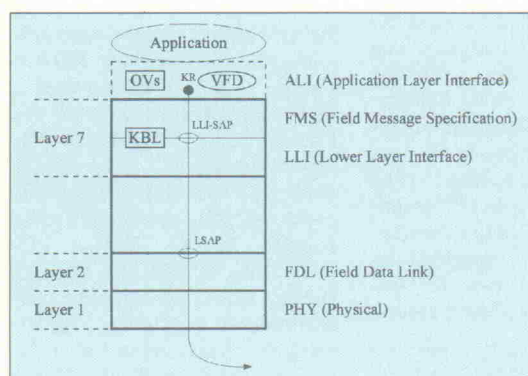 Application
OVs KR VFD ALI (Application Layer Interface)
FMS (Field Message Specification)
LLI-SAP
Layer 7 KBL
LLI (Lower Layer Interface)
LSAP
Layer 2 FDL (Field Data Link)
Layer 1 PHY (Physical)